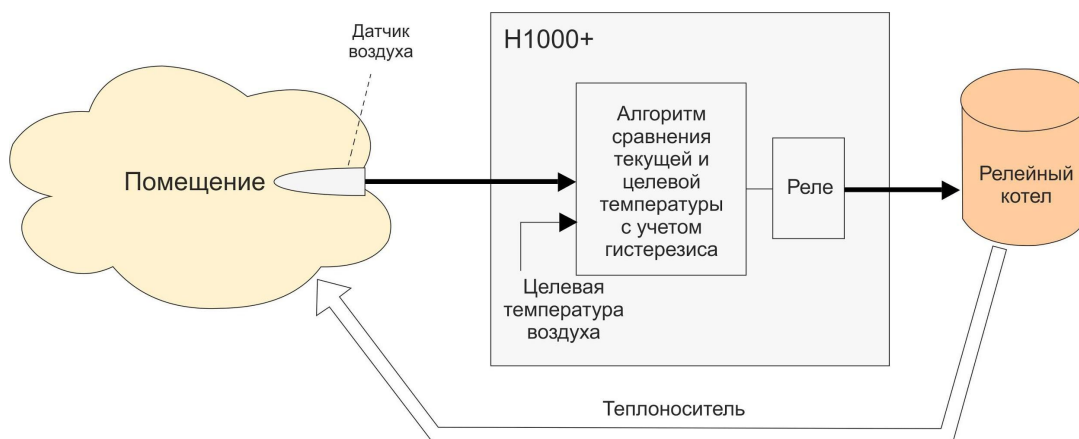 Датчик
воздуха
H1000+
Помещение
Алгоритм
сравнения
текущей и
целевой
температуры
с учетом
гистерезиса
Реле
Релейный
котел
Целевая
температура
воздуха
Теплоноситель